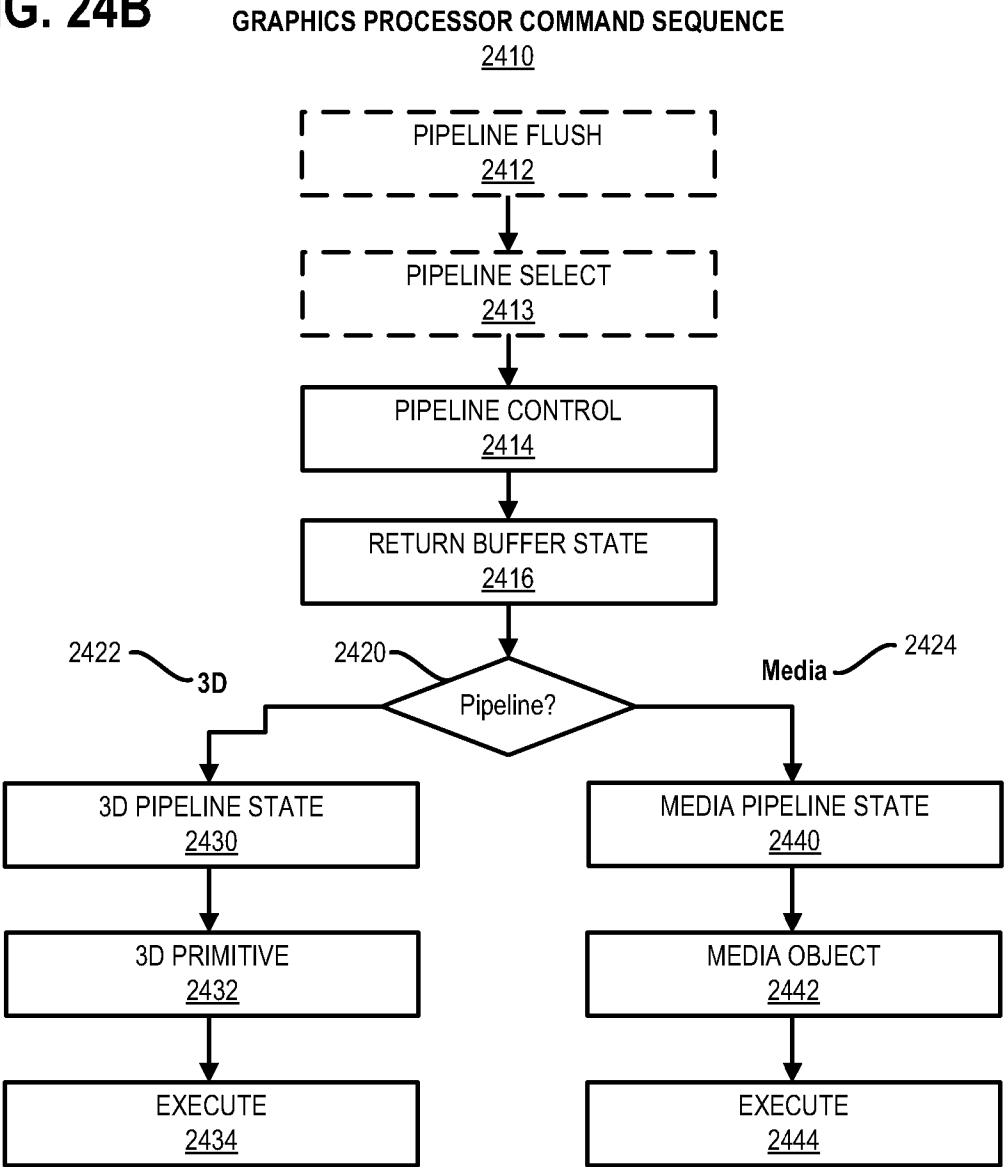 IG. 24B
GRAPHICS PROCESSOR COMMAND SEQUENCE
2410
PIPELINE FLUSH
2412
PIPELINE SELECT
2413
PIPELINE CONTROL
2414
RETURN BUFFER STATE
2416
2422
3D
2420
Pipeline?
Media
2424
3D PIPELINE STATE
2430
MEDIA PIPELINE STATE
2440
3D PRIMITIVE
2432
MEDIA OBJECT
2442
EXECUTE
2434
EXECUTE
2444